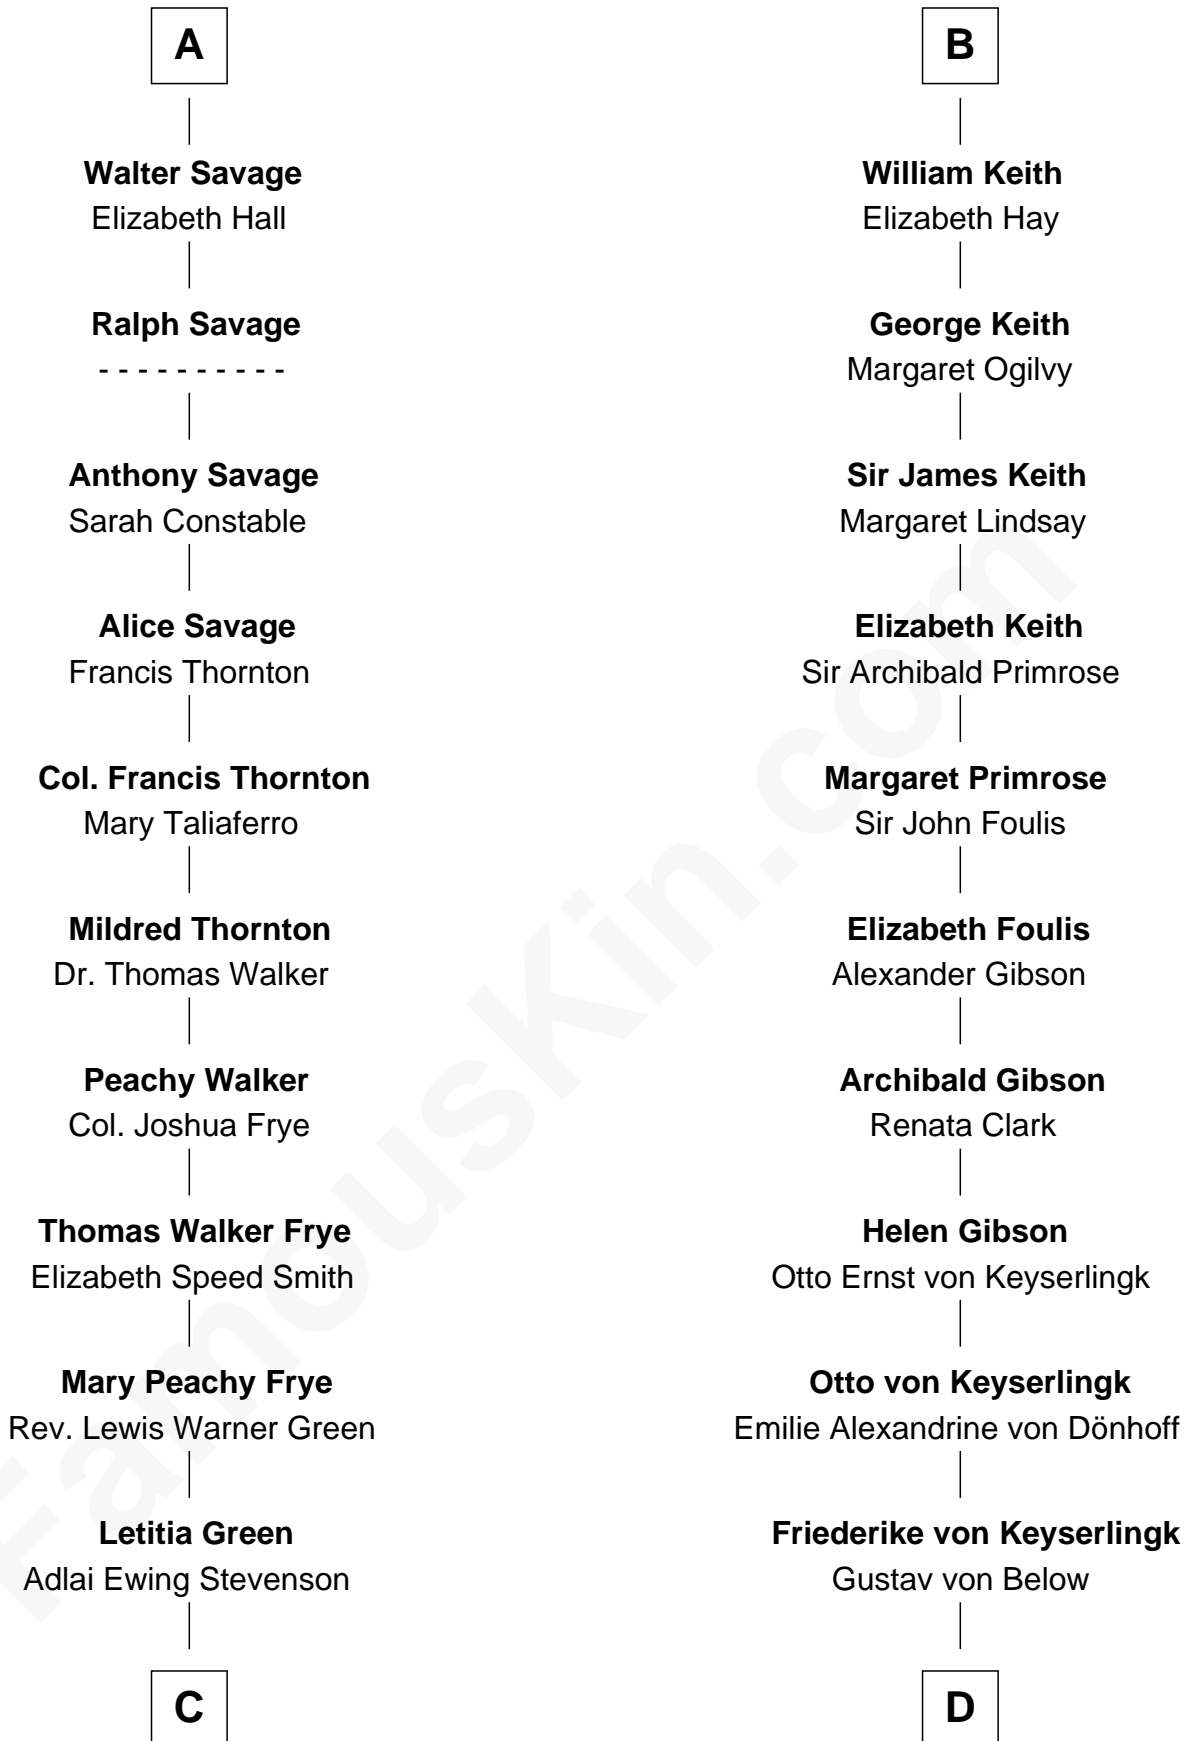 A
Walter Savage
Elizabeth Hall
Ralph Savage
- - - - - - - - - -
Anthony Savage
Sarah Constable
Alice Savage
Francis Thornton
Col. Francis Thornton
Mary Taliaferro
Mildred Thornton
Dr. Thomas Walker
Peachy Walker
Col. Joshua Frye
Thomas Walker Frye
Elizabeth Speed Smith
Mary Peachy Frye
Rev. Lewis Warner Green
Letitia Green
Adlai Ewing Stevenson
C
B
William Keith
Elizabeth Hay
George Keith
Margaret Ogilvy
Sir James Keith
Margaret Lindsay
Elizabeth Keith
Sir Archibald Primrose
Margaret Primrose
Sir John Foulis
Elizabeth Foulis
Alexander Gibson
Archibald Gibson
Renata Clark
Helen Gibson
Otto Ernst von Keyserlingk
Otto von Keyserlingk
Emilie Alexandrine von Dönhoff
Friederike von Keyserlingk
Gustav von Below
D
FamousKin.com